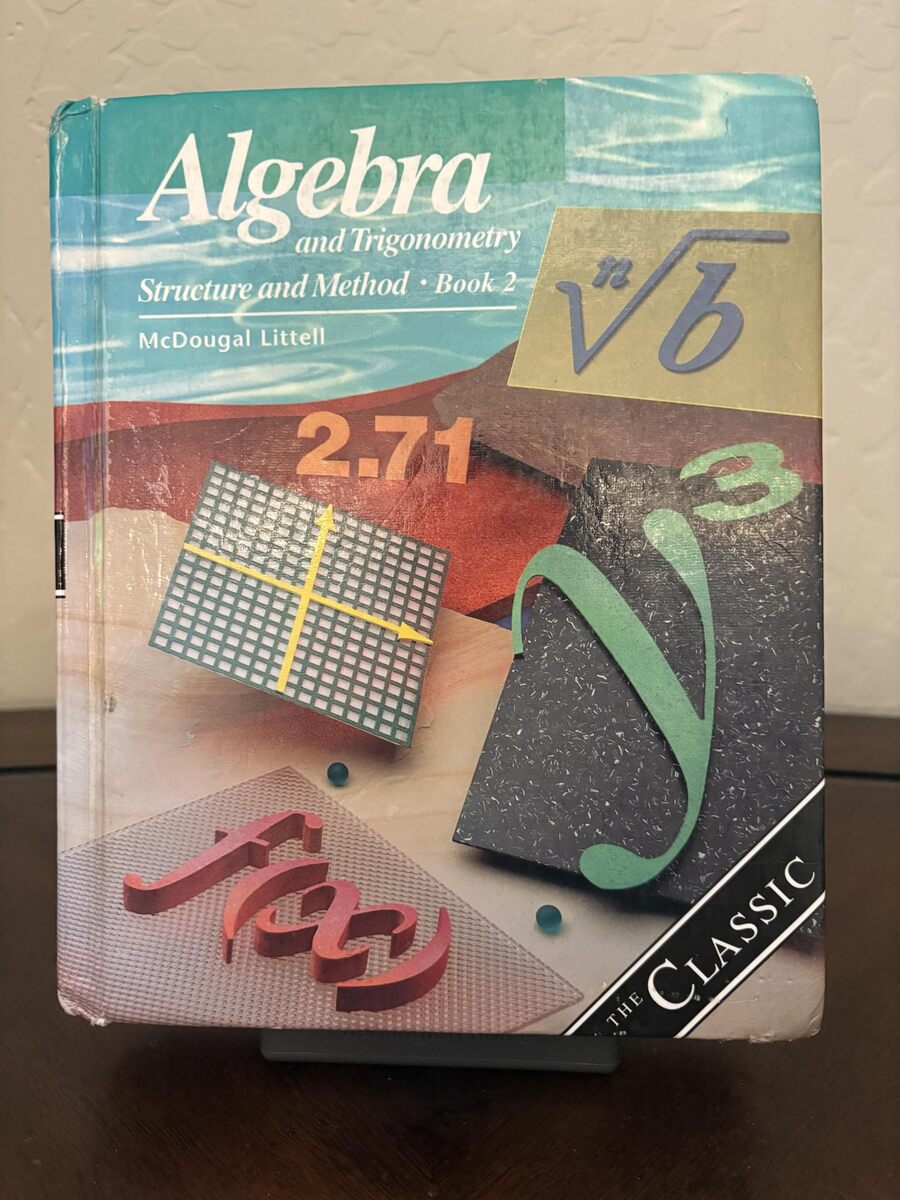 Algebra
and Trigonometry
Structure and Method · Book 2
McDougal Littell
n√b
2.71
y3
f(x)
THE CLASSIC